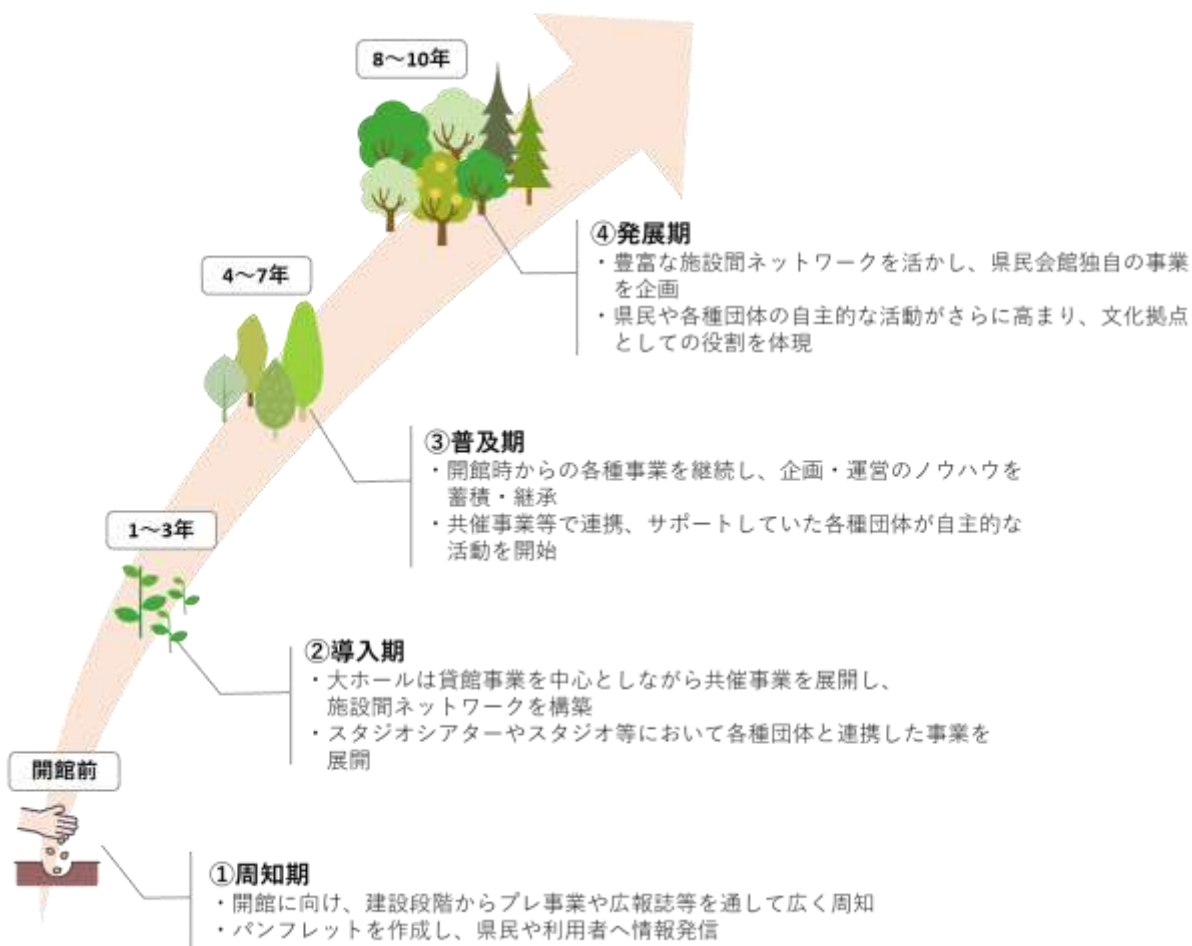 8～10年
④発展期
・豊富な施設間ネットワークを活かし、県民会館独自の事業
を企画
・県民や各種団体の自主的な活動がさらに高まり、文化拠点
としての役割を体現
4～7年
③普及期
・開館時からの各種事業を継続し、企画・運営のノウハウを
蓄積・継承
・共催事業等で連携、サポートしていた各種団体が自主的な
活動を開始
1～3年
②導入期
・大ホールは貸館事業を中心としながら共催事業を展開し、
施設間ネットワークを構築
・スタジオシアターやスタジオ等において各種団体と連携した事業を
展開
開館前
①周知期
・開館に向け、建設段階からプレ事業や広報誌等を通して広く周知
・パンフレットを作成し、県民や利用者へ情報発信